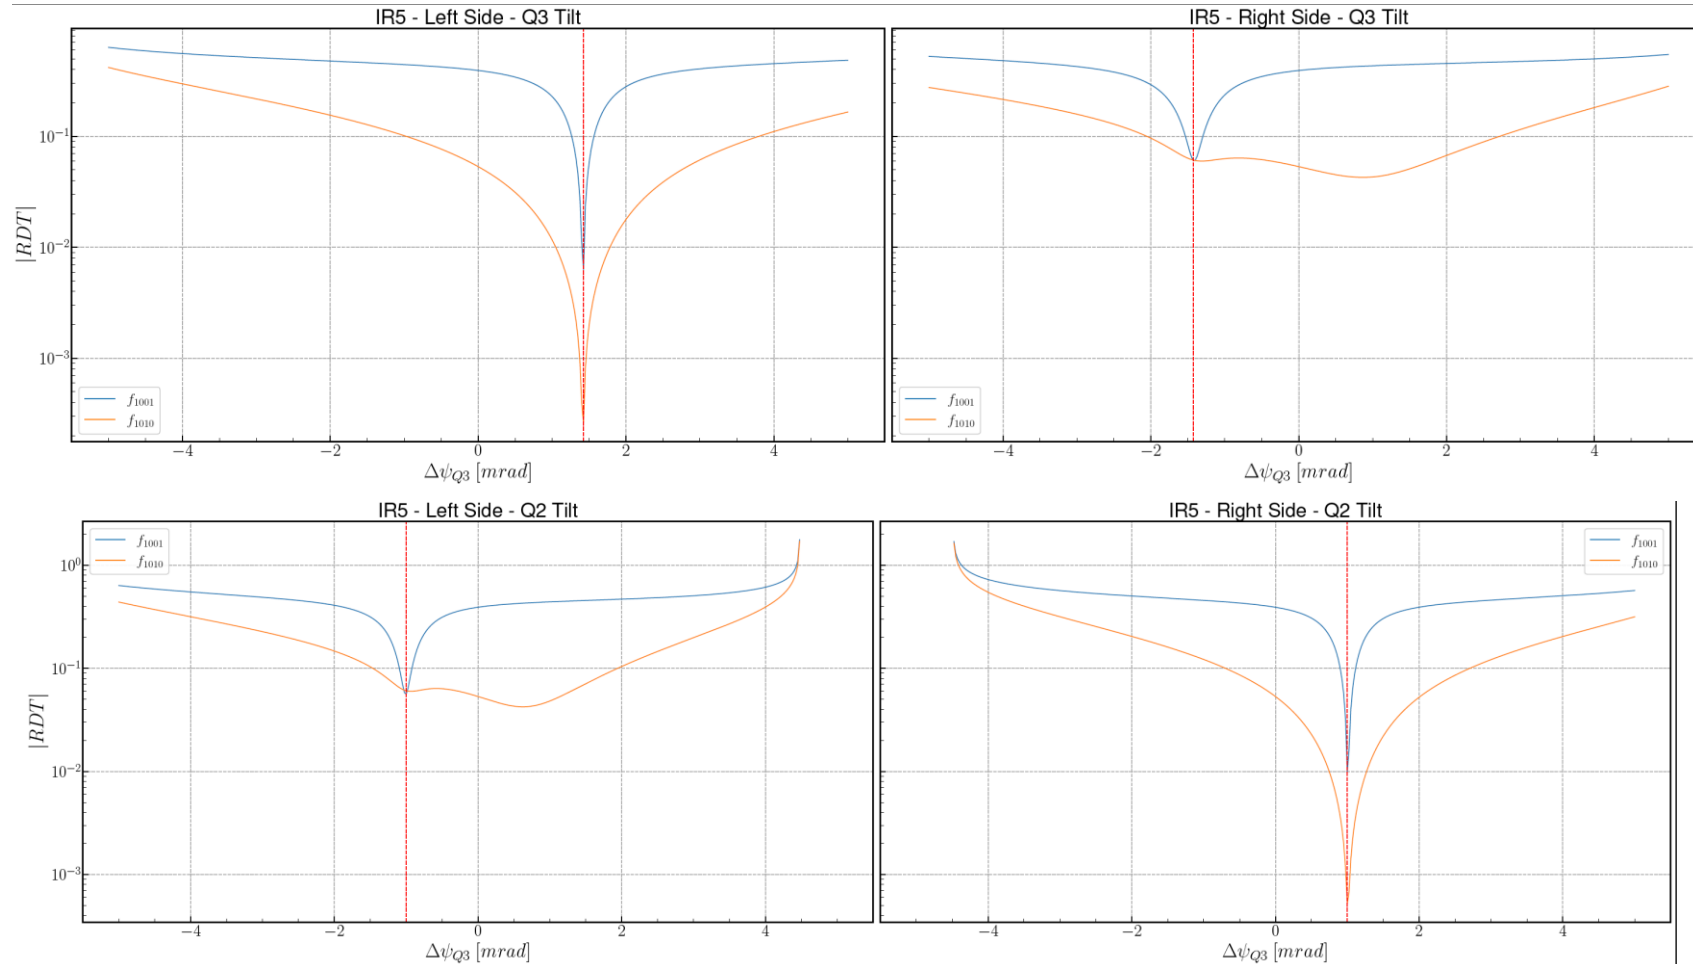 IR5 - Left Side - Q3 Tilt
IR5 - Right Side - Q3 Tilt
|RDT|
10⁻¹
10⁻²
10⁻³
f₁₀₀₁
f₁₀₁₀
f₁₀₀₁
f₁₀₁₀
−4 −2 0 2 4
−4 −2 0 2 4
Δψ_Q3 [mrad]
Δψ_Q3 [mrad]
IR5 - Left Side - Q2 Tilt
IR5 - Right Side - Q2 Tilt
|RDT|
10⁰
10⁻¹
10⁻²
10⁻³
f₁₀₀₁
f₁₀₁₀
f₁₀₀₁
f₁₀₁₀
−4 −2 0 2 4
−4 −2 0 2 4
Δψ_Q3 [mrad]
Δψ_Q3 [mrad]